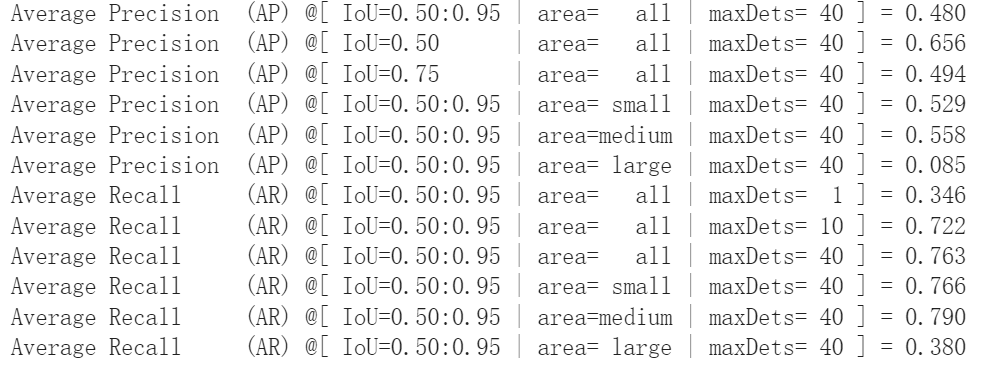 Average Precision  (AP) @[ IoU=0.50:0.95 | area=   all | maxDets= 40 ] = 0.480
Average Precision  (AP) @[ IoU=0.50      | area=   all | maxDets= 40 ] = 0.656
Average Precision  (AP) @[ IoU=0.75      | area=   all | maxDets= 40 ] = 0.494
Average Precision  (AP) @[ IoU=0.50:0.95 | area= small | maxDets= 40 ] = 0.529
Average Precision  (AP) @[ IoU=0.50:0.95 | area=medium | maxDets= 40 ] = 0.558
Average Precision  (AP) @[ IoU=0.50:0.95 | area= large | maxDets= 40 ] = 0.085
Average Recall     (AR) @[ IoU=0.50:0.95 | area=   all | maxDets=  1 ] = 0.346
Average Recall     (AR) @[ IoU=0.50:0.95 | area=   all | maxDets= 10 ] = 0.722
Average Recall     (AR) @[ IoU=0.50:0.95 | area=   all | maxDets= 40 ] = 0.763
Average Recall     (AR) @[ IoU=0.50:0.95 | area= small | maxDets= 40 ] = 0.766
Average Recall     (AR) @[ IoU=0.50:0.95 | area=medium | maxDets= 40 ] = 0.790
Average Recall     (AR) @[ IoU=0.50:0.95 | area= large | maxDets= 40 ] = 0.380